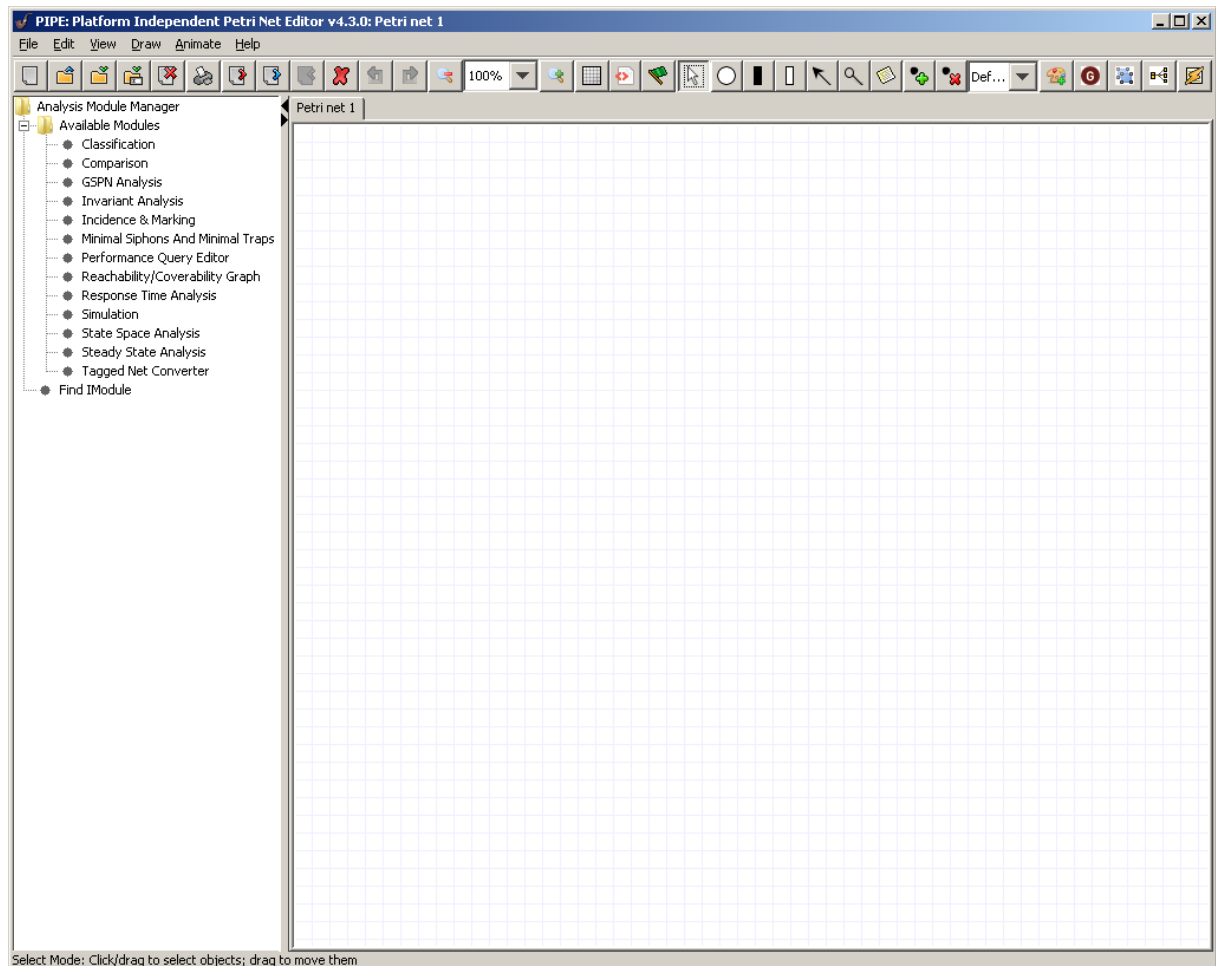 PIPE: Platform Independent Petri Net Editor v4.3.0: Petri net 1
File Edit View Draw Animate Help
100% Def... G
Analysis Module Manager
Petri net 1
Available Modules
Classification
Comparison
GSPN Analysis
Invariant Analysis
Incidence & Marking
Minimal Siphons And Minimal Traps
Performance Query Editor
Reachability/Coverability Graph
Response Time Analysis
Simulation
State Space Analysis
Steady State Analysis
Tagged Net Converter
Find IModule
Select Mode: Click/drag to select objects; drag to move them